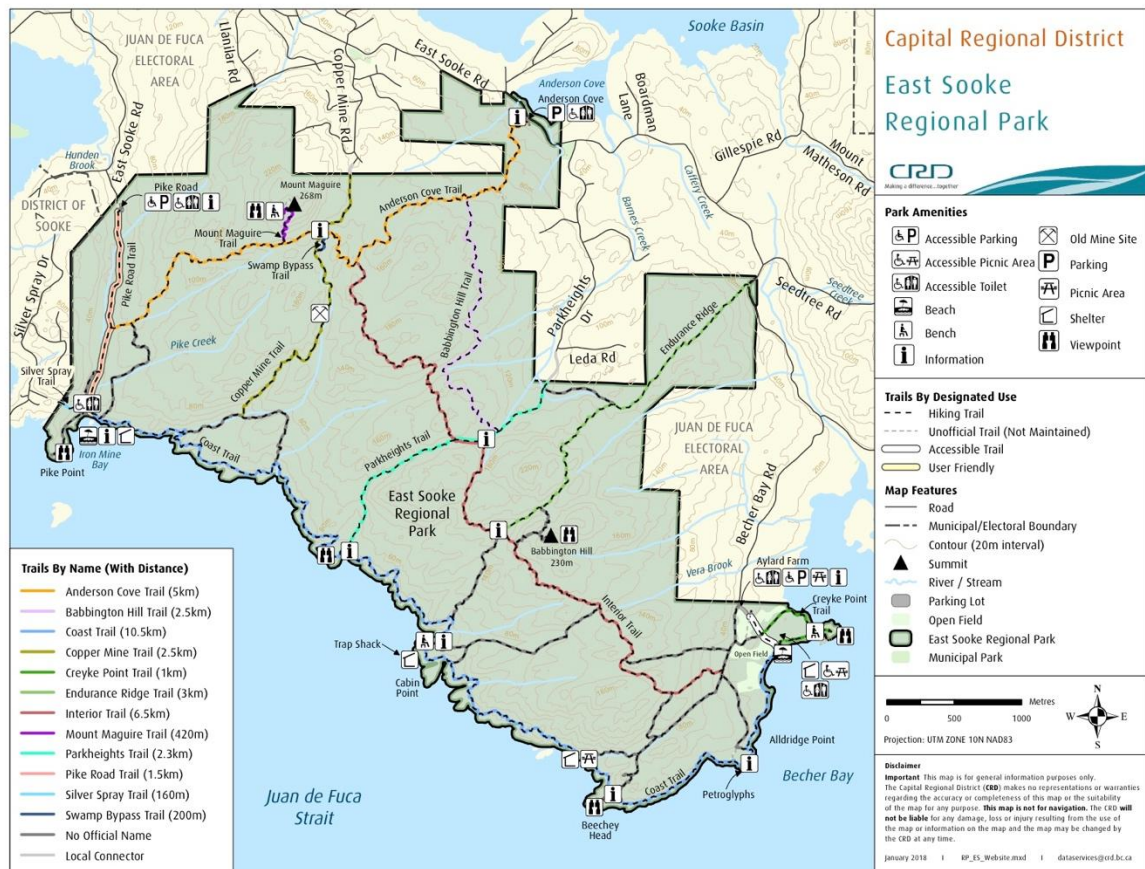 Capital Regional District
East Sooke
Regional Park
CRD
Making a difference...together
Park Amenities
Accessible Parking
Accessible Picnic Area
Accessible Toilet
Beach
Bench
Information
Old Mine Site
Parking
Picnic Area
Shelter
Viewpoint
Trails By Designated Use
Hiking Trail
Unofficial Trail (Not Maintained)
Accessible Trail
User Friendly
Map Features
Road
Municipal/Electoral Boundary
Contour (20m interval)
Summit
River / Stream
Parking Lot
Open Field
East Sooke Regional Park
Municipal Park
0 500 1000 Metres
Projection: UTM ZONE 10N NAD83
N
W E
S
Disclaimer
Important This map is for general information purposes only.
The Capital Regional District (CRD) makes no representations or warranties
regarding the accuracy or completeness of this map or the suitability
of the map for any purpose. This map is not for navigation. The CRD will
not be liable for any damage, loss or injury resulting from the use of
the map or information on the map and the map may be changed by
the CRD at any time.
January 2018 I RP_ES_Website.mxd I dataservices@crd.bc.ca
JUAN DE FUCA
ELECTORAL
AREA
Llanilar Rd
Copper Mine Rd
East Sooke Rd
Sooke Basin
Anderson Cove
Anderson Cove
Boardman
Lane
Gillespie Rd
Mount
Matheson Rd
East Sooke Rd
Hunden
Brook
DISTRICT OF
SOOKE
Silver Spray Dr
Pike Road
Pike Road Trail
Mount Maguire
268m
Mount Maguire
Trail
Swamp Bypass
Trail
Anderson Cove Trail
Babbington Hill Trail
Barnes Creek
Caffery Creek
Seedtree
Creek
Seedtree Rd
Parkheights
Dr
Leda Rd
Endurance Ridge
Pike Creek
Copper Mine Trail
Silver Spray
Trail
Iron Mine
Bay
Pike Point
Coast Trail
Parkheights Trail
East Sooke
Regional
Park
JUAN DE FUCA
ELECTORAL
AREA
Becher Bay Rd
Babbington Hill
230m
Vera Brook
Aylard Farm
Creyke Point
Trail
Interior Trail
Open Field
Trap Shack
Cabin
Point
Alldridge Point
Becher Bay
Petroglyphs
Coast Trail
Beechey
Head
Juan de Fuca
Strait
Trails By Name (With Distance)
Anderson Cove Trail (5km)
Babbington Hill Trail (2.5km)
Coast Trail (10.5km)
Copper Mine Trail (2.5km)
Creyke Point Trail (1km)
Endurance Ridge Trail (3km)
Interior Trail (6.5km)
Mount Maguire Trail (420m)
Parkheights Trail (2.3km)
Pike Road Trail (1.5km)
Silver Spray Trail (160m)
Swamp Bypass Trail (200m)
No Official Name
Local Connector